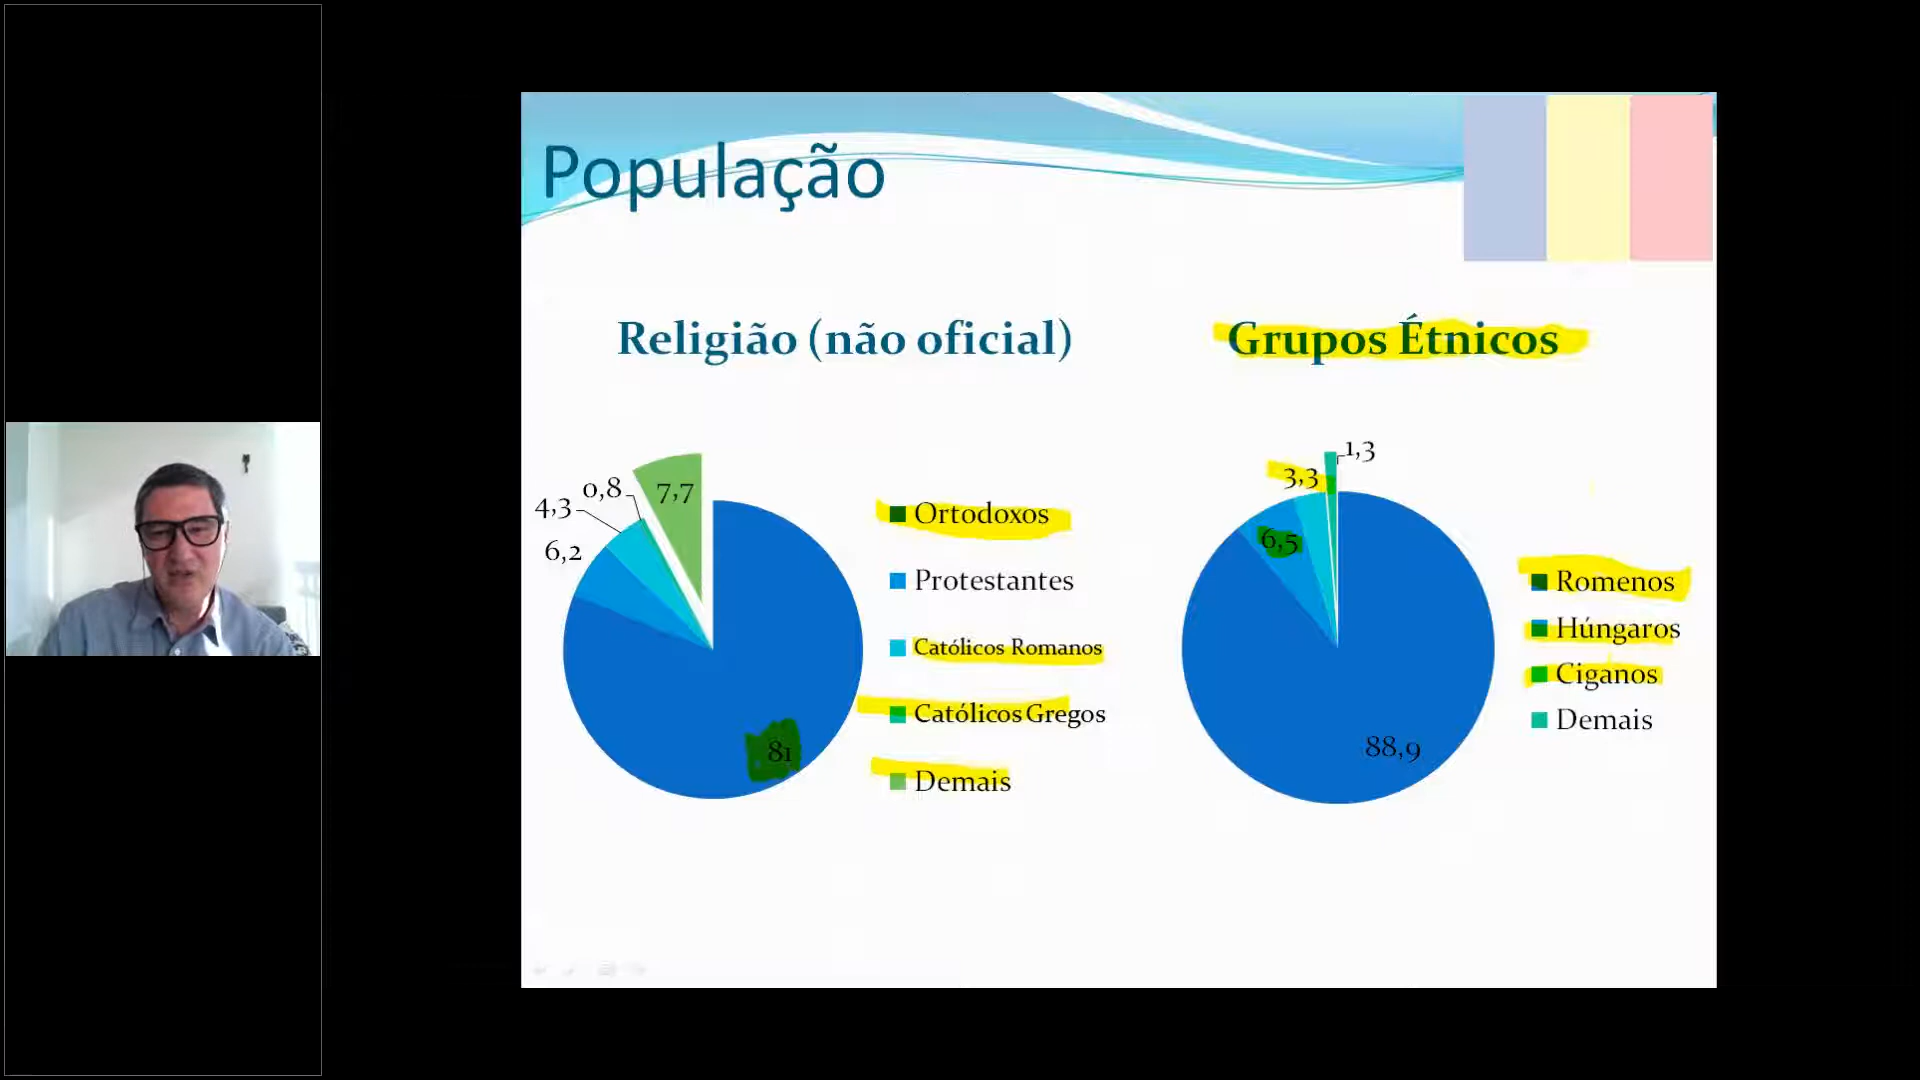 População
Religião (não oficial)
Grupos Étnicos
7,7
0,8
4,3
6,2
81
Ortodoxos
Protestantes
Católicos Romanos
Católicos Gregos
Demais
1,3
3,3
6,5
88,9
Romenos
Húngaros
Ciganos
Demais